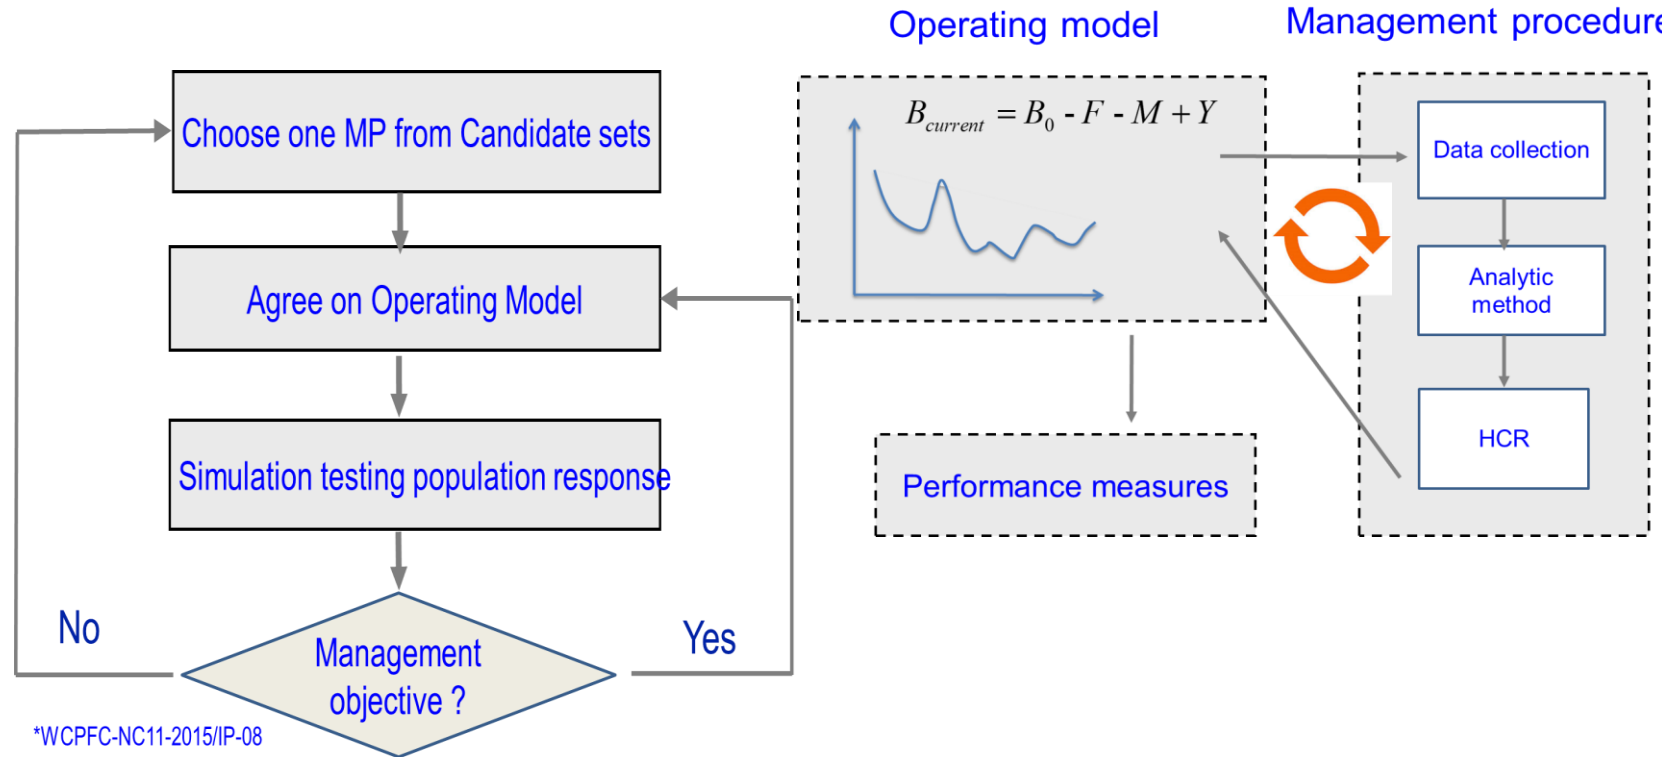 Operating model
Management procedure
Choose one MP from Candidate sets
Agree on Operating Model
Simulation testing population response
Management
objective ?
No
Yes
*WCPFC-NC11-2015/IP-08
B_current = B_0 - F - M + Y
Performance measures
Data collection
Analytic
method
HCR